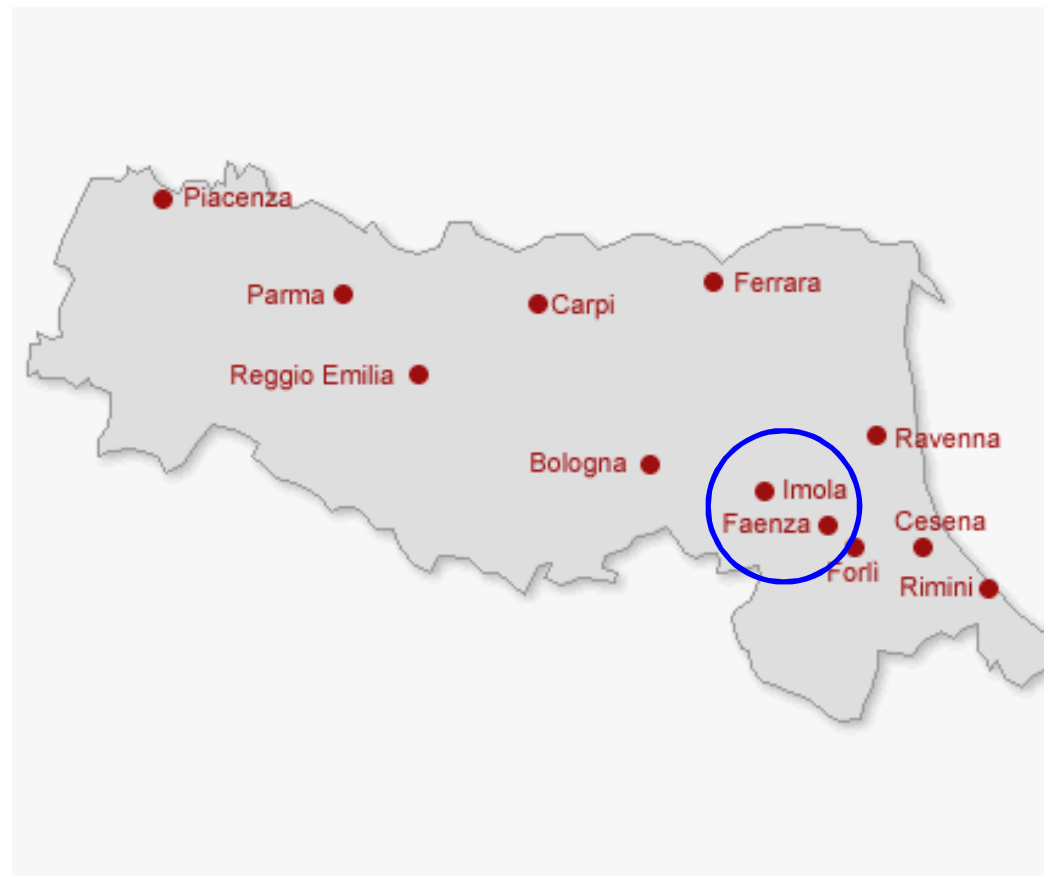 Piacenza
Ferrara
Parma
Carpi
Reggio Emilia
Ravenna
Bologna
Imola
Faenza
Cesena
Forlì
Rimini